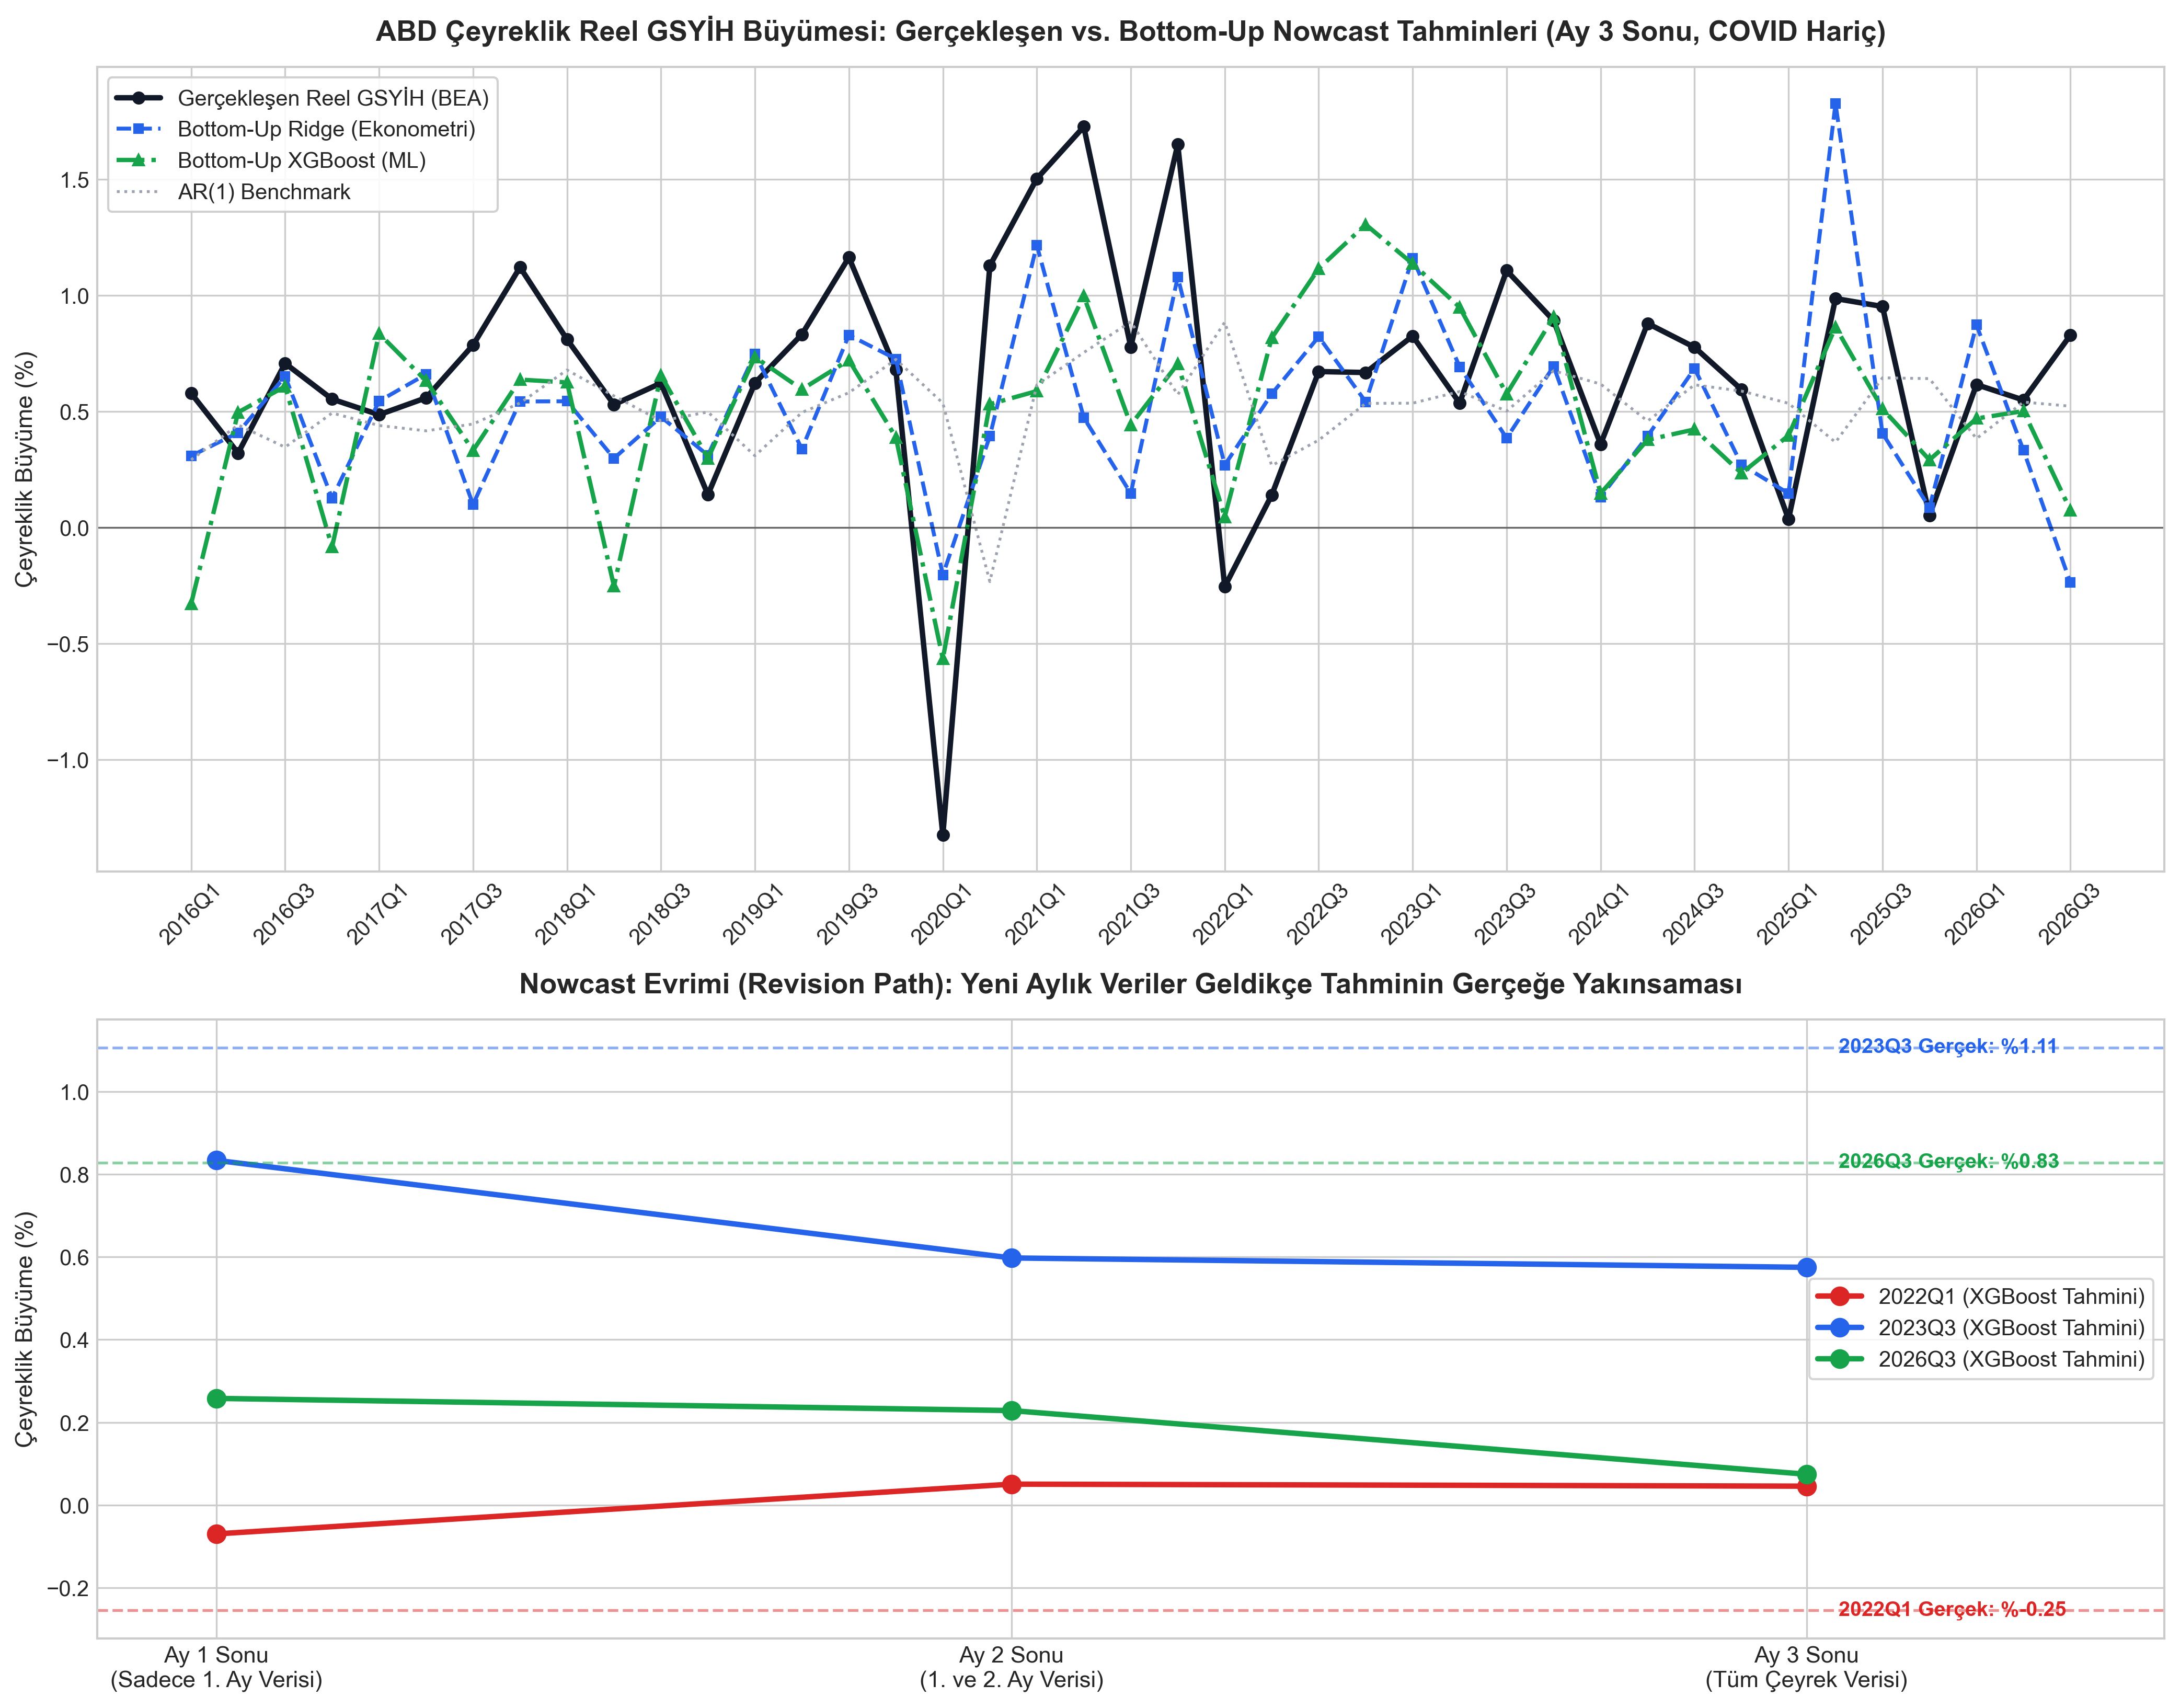 ABD Çeyreklik Reel GSYİH Büyümesi: Gerçekleşen vs. Bottom-Up Nowcast Tahminleri (Ay 3 Sonu, COVID Hariç)
Gerçekleşen Reel GSYİH (BEA)
Bottom-Up Ridge (Ekonometri)
Bottom-Up XGBoost (ML)
AR(1) Benchmark
Çeyreklik Büyüme (%)
1.5
1.0
0.5
0.0
−0.5
−1.0
2016Q1
2016Q3
2017Q1
2017Q3
2018Q1
2018Q3
2019Q1
2019Q3
2020Q1
2021Q1
2021Q3
2022Q1
2022Q3
2023Q1
2023Q3
2024Q1
2024Q3
2025Q1
2025Q3
2026Q1
2026Q3
Nowcast Evrimi (Revision Path): Yeni Aylık Veriler Geldikçe Tahminin Gerçeğe Yakınsaması
Çeyreklik Büyüme (%)
1.0
0.8
0.6
0.4
0.2
0.0
−0.2
2023Q3 Gerçek: %1.11
2026Q3 Gerçek: %0.83
2022Q1 (XGBoost Tahmini)
2023Q3 (XGBoost Tahmini)
2026Q3 (XGBoost Tahmini)
2022Q1 Gerçek: %-0.25
Ay 1 Sonu
(Sadece 1. Ay Verisi)
Ay 2 Sonu
(1. ve 2. Ay Verisi)
Ay 3 Sonu
(Tüm Çeyrek Verisi)